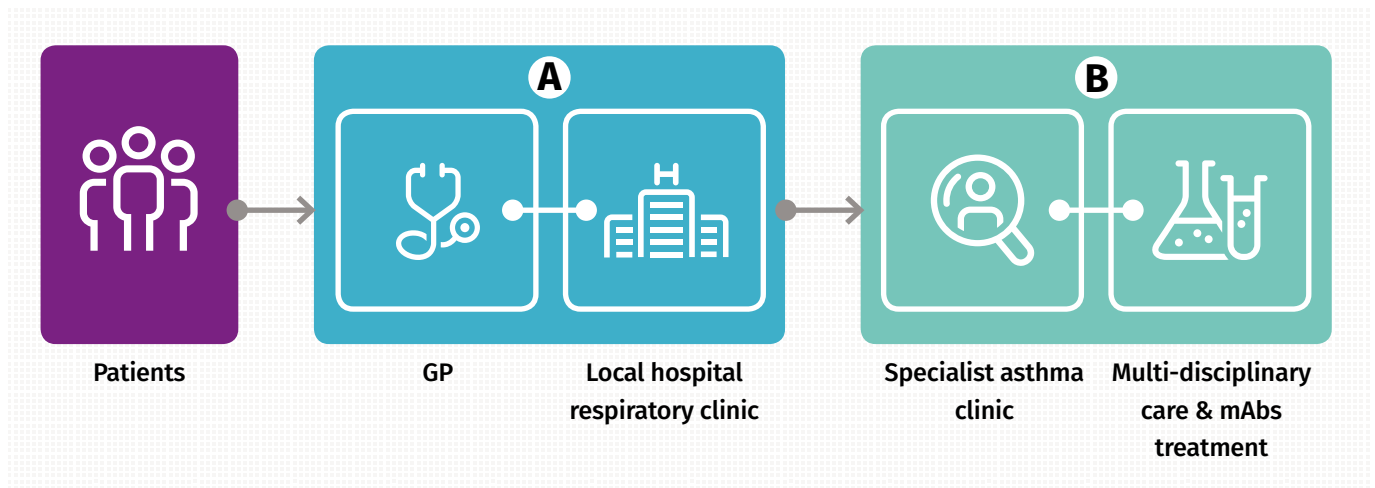 A
B
Patients
GP
Local hospital
respiratory clinic
Specialist asthma
clinic
Multi-disciplinary
care & mAbs
treatment